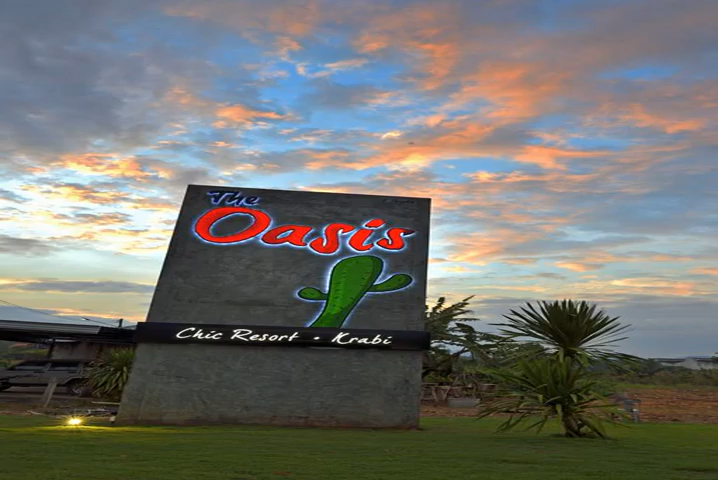 The
Oasis
Chic Resort • Krabi